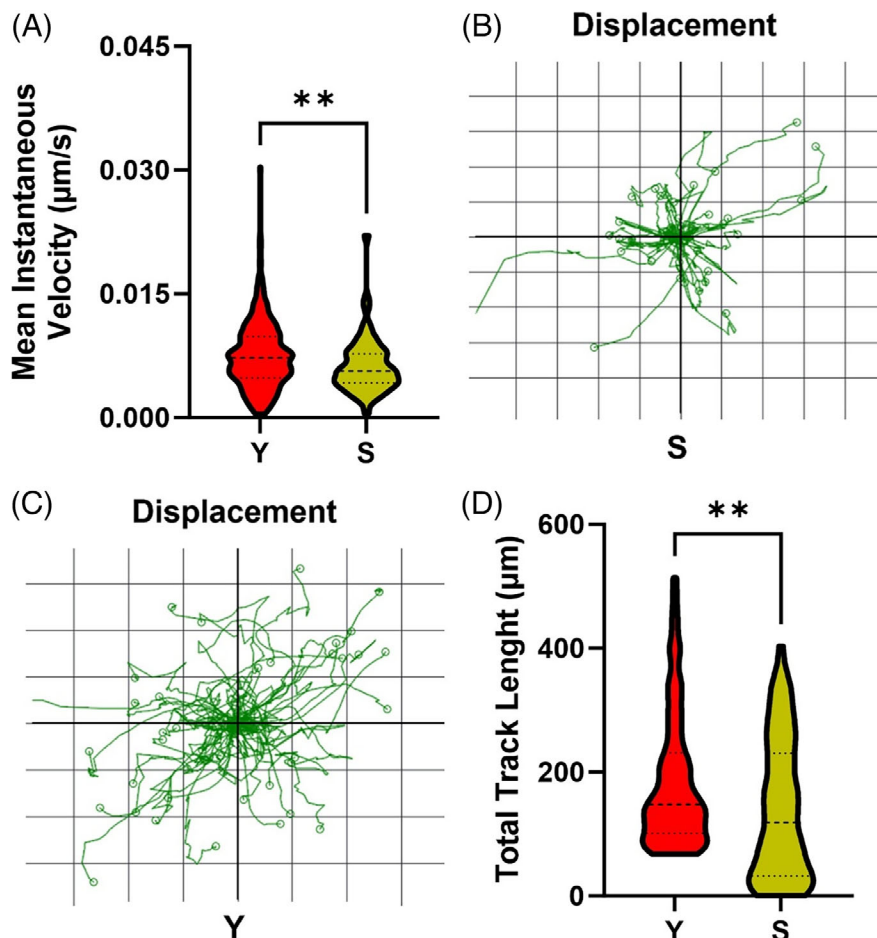 (A)
Mean Instantaneous
Velocity (µm/s)
0.045
0.030
0.015
0.000
**
Y
S
(B)
Displacement
S
(C)
Displacement
Y
(D)
Total Track Lenght (µm)
600
400
200
0
**
Y
S